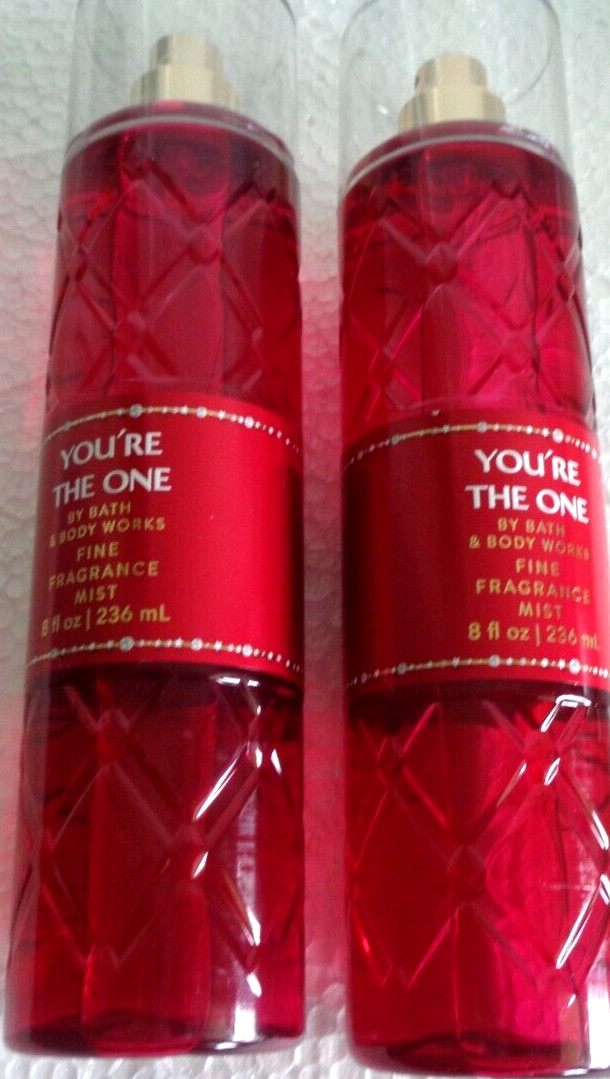 YOU'RE
THE ONE
BY BATH
& BODY WORKS
FINE
FRAGRANCE
MIST
8 fl oz | 236 mL
YOU'RE
THE ONE
BY BATH
& BODY WORKS
FINE
FRAGRANCE
MIST
8 fl oz | 236 mL